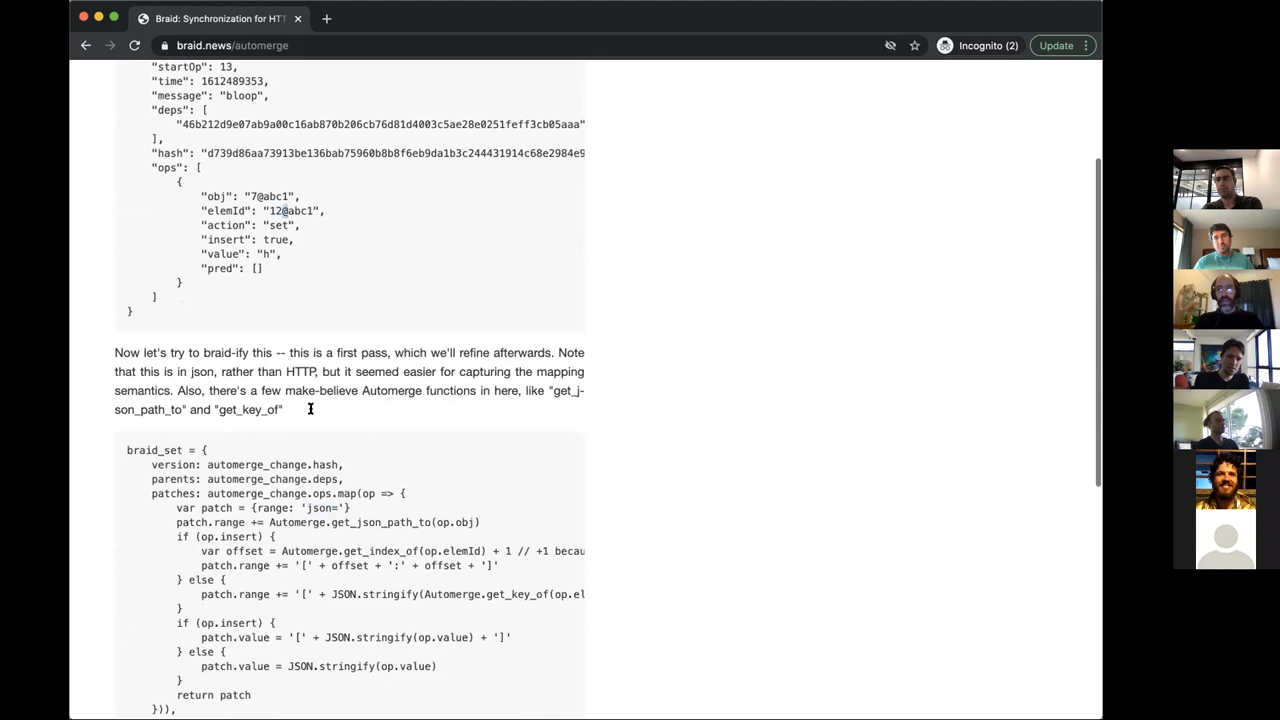 Braid: Synchronization for HTT
braid.news/automerge
Incognito (2)
Update
"startOp": 13,
"time": 1612489353,
"message": "bloop",
"deps": [
"46b212d9e07ab9a00c16ab870b206cb76d81d4003c5ae28e0251feff3cb05aaa"
],
"hash": "d739d86aa73913be136bab75960b8b8f6eb9da1b3c244431914c68e2984e9
"ops": [
{
"obj": "7@abc1",
"elemId": "12@abc1",
"action": "set",
"insert": true,
"value": "h",
"pred": []
}
]
}
Now let's try to braid-ify this -- this is a first pass, which we'll refine afterwards. Note
that this is in json, rather than HTTP, but it seemed easier for capturing the mapping
semantics. Also, there's a few make-believe Automerge functions in here, like "get_j-
son_path_to" and "get_key_of"
braid_set = {
version: automerge_change.hash,
parents: automerge_change.deps,
patches: automerge_change.ops.map(op => {
var patch = {range: 'json='}
patch.range += Automerge.get_json_path_to(op.obj)
if (op.insert) {
var offset = Automerge.get_index_of(op.elemId) + 1 // +1 becau
patch.range += '[' + offset + ':' + offset + ']'
} else {
patch.range += '[' + JSON.stringify(Automerge.get_key_of(op.el
}
if (op.insert) {
patch.value = '[' + JSON.stringify(op.value) + ']'
} else {
patch.value = JSON.stringify(op.value)
}
return patch
})),